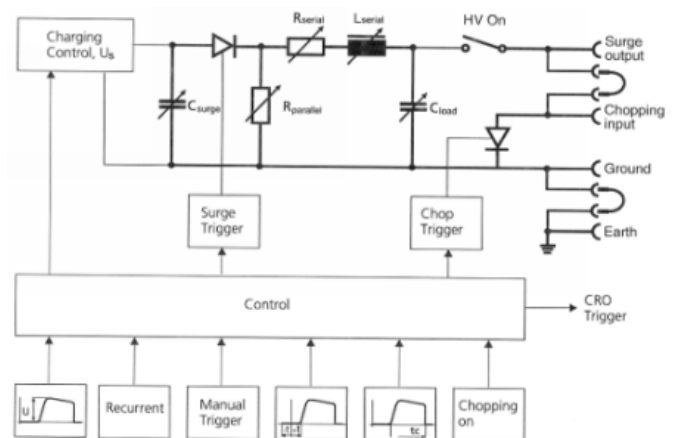 HV On
Rserial
Lserial
Charging
Control, Us
Surge
output
Csurge
Rparallel
Cload
Chopping
input
Ground
Surge
Trigger
Chop
Trigger
Earth
Control
CRO
Trigger
U
Recurrent
Manual
Trigger
-t +t
tc
Chopping
on